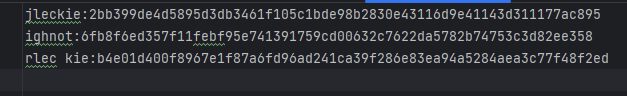 jleckie:2bb399de4d5895d3db3461f105c1bde98b2830e43116d9e41143d311177ac895
ighnot:6fb8f6ed357f11febf95e741391759cd00632c7622da5782b74753c3d82ee358
rlec kie:b4e01d400f8967e1f87a6fd96ad241ca39f286e83ea94a5284aea3c77f48f2ed